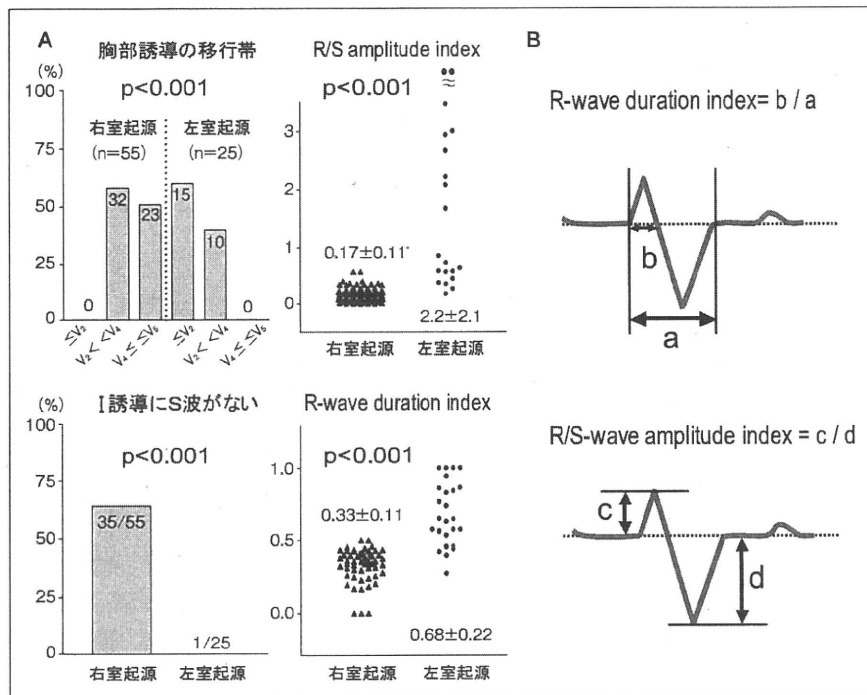 A
胸部誘導の移行帯
(%)
p<0.001
100
75
50
25
0
右室起源
(n=55)
左室起源
(n=25)
0
32
23
15
10
0
≤V₂
V₂< <V₄
V₄≤ ≤V₅
≤V₂
V₂< <V₄
V₄≤ ≤V₅
R/S amplitude index
p<0.001
3
2
1
0
0.17±0.11
2.2±2.1
右室起源
左室起源
I誘導にS波がない
(%)
p<0.001
100
75
50
25
0
35/55
1/25
右室起源
左室起源
R-wave duration index
p<0.001
1.0
0.5
0.0
0.33±0.11
0.68±0.22
右室起源
左室起源
B
R-wave duration index= b / a
b
a
R/S-wave amplitude index = c / d
c
d